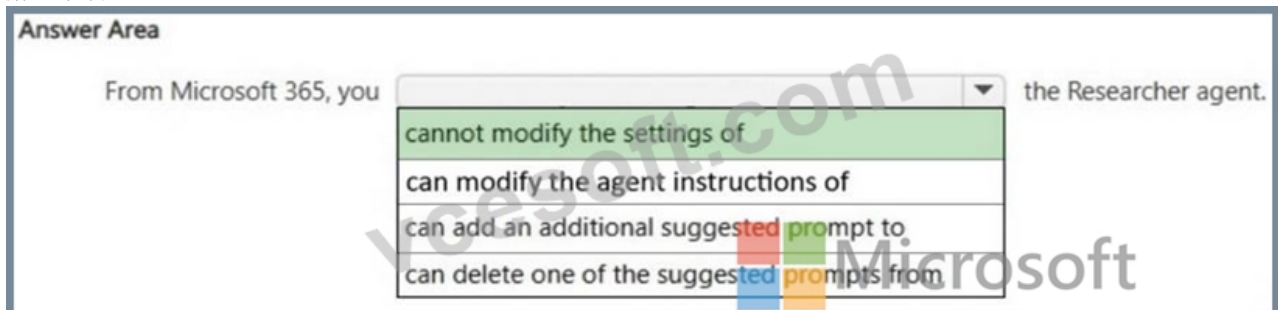 Answer Area
From Microsoft 365, you the Researcher agent.
cannot modify the settings of
can modify the agent instructions of
can add an additional suggested prompt to
can delete one of the suggested prompts from
vcesoft.com
Microsoft